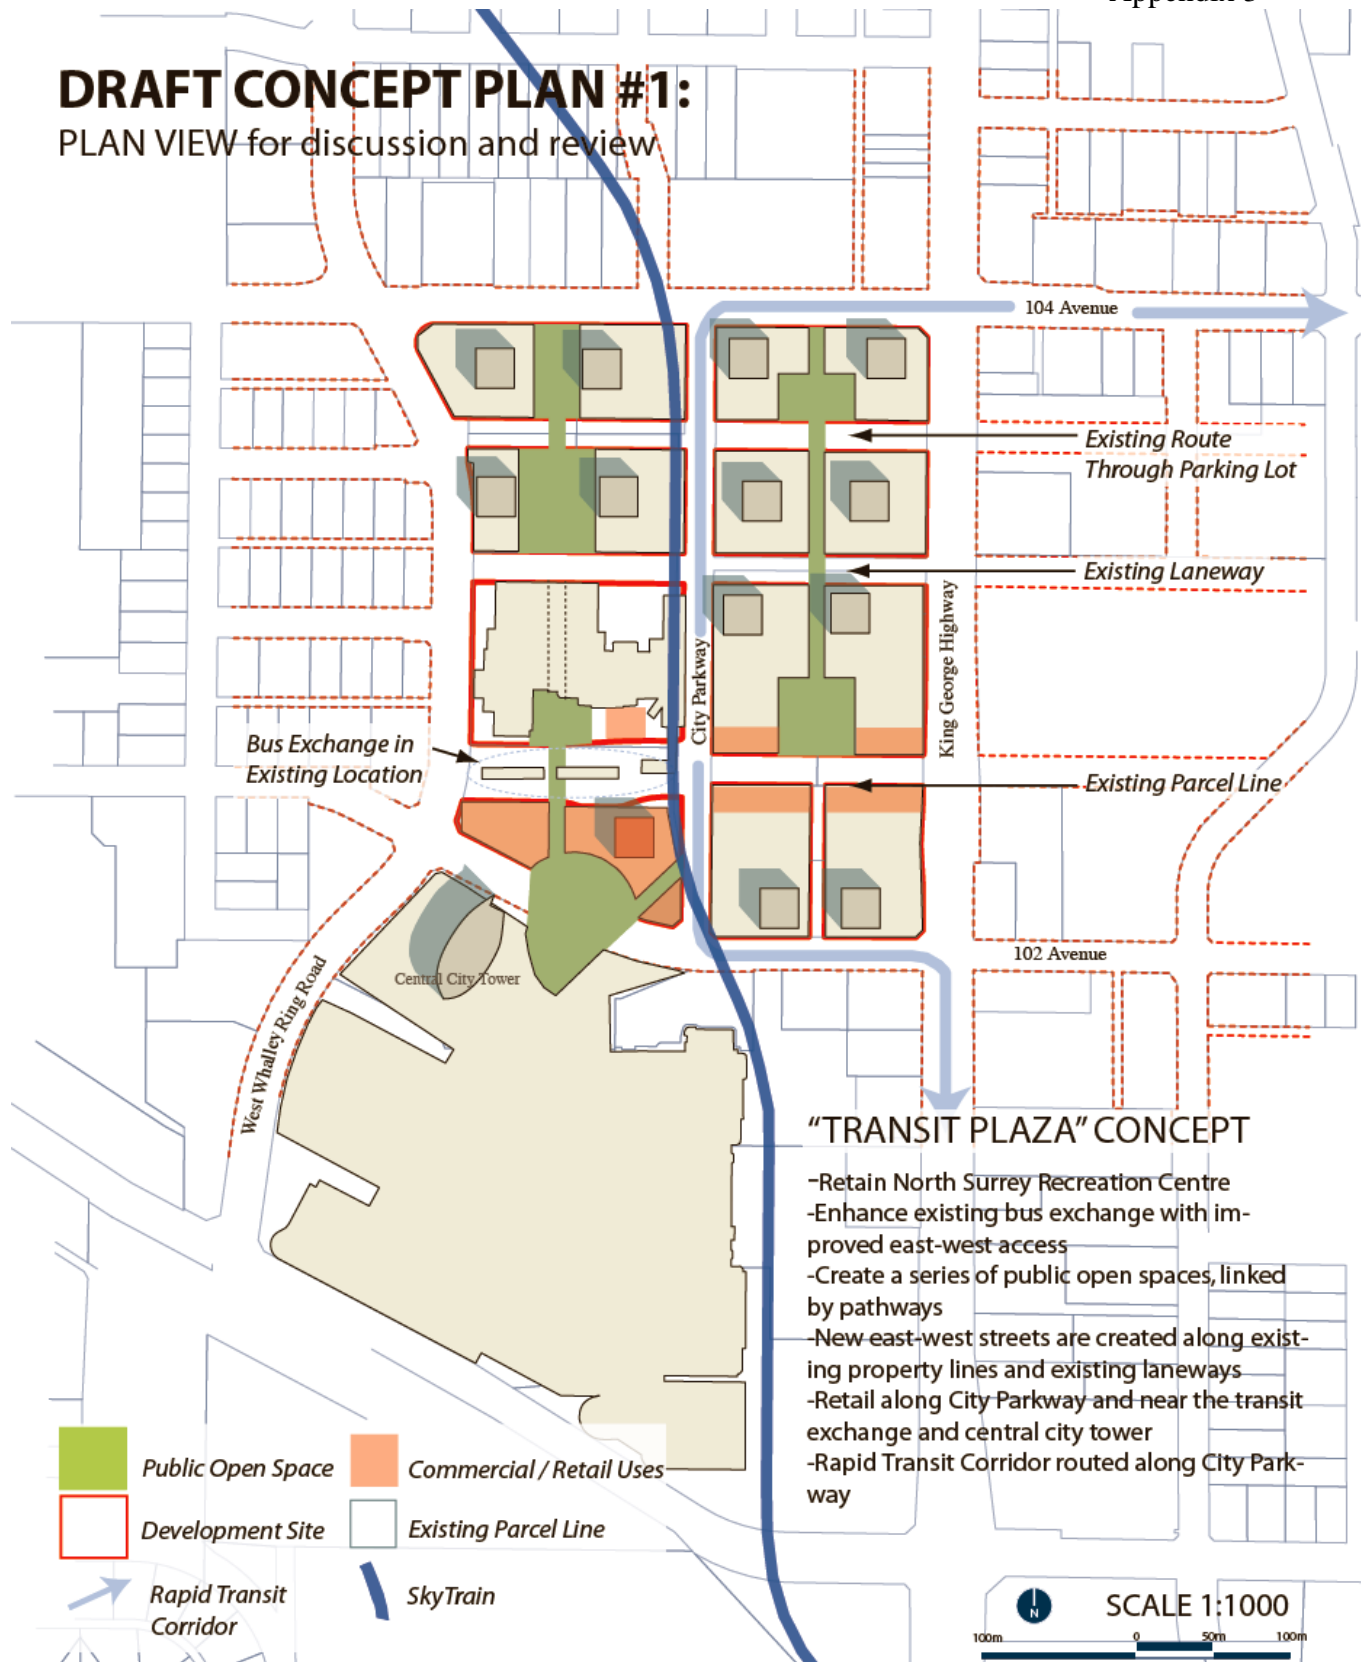 DRAFT CONCEPT PLAN #1:
PLAN VIEW for discussion and review
104 Avenue
Existing Route
Through Parking Lot
Existing Laneway
King George Highway
City Parkway
Bus Exchange in
Existing Location
Existing Parcel Line
102 Avenue
Central City Tower
West Whalley Ring Road
“TRANSIT PLAZA” CONCEPT
-Retain North Surrey Recreation Centre
-Enhance existing bus exchange with im-
proved east-west access
-Create a series of public open spaces, linked
by pathways
-New east-west streets are created along exist-
ing property lines and existing laneways
-Retail along City Parkway and near the transit
exchange and central city tower
-Rapid Transit Corridor routed along City Park-
way
Public Open Space
Commercial / Retail Uses
Development Site
Existing Parcel Line
Rapid Transit
Corridor
SkyTrain
N
SCALE 1:1000
100m 0 50m 100m